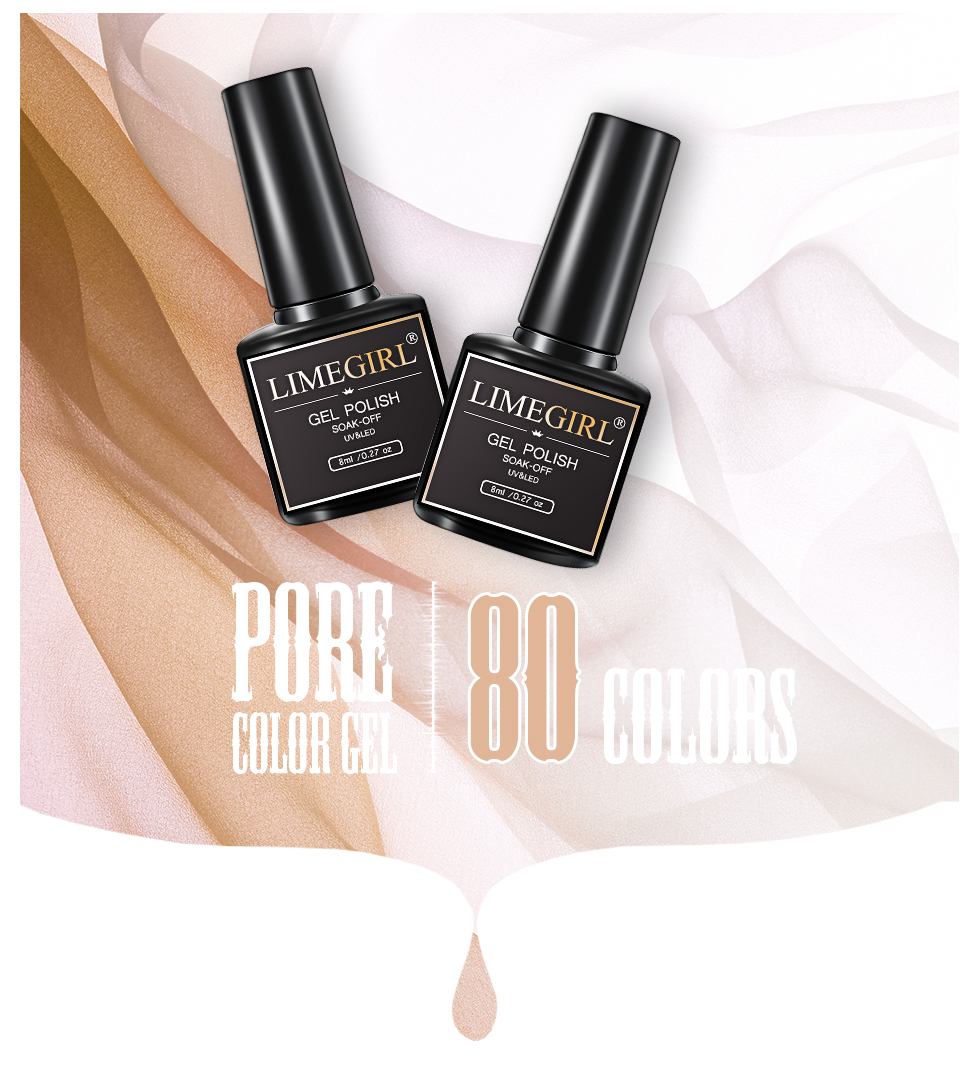 LIMEGIRL®
GEL POLISH
SOAK-OFF
UV&LED
8ml /0.27 oz
LIMEGIRL®
GEL POLISH
SOAK-OFF
UV&LED
8ml /0.27 oz
PORE
COLOR GEL
80 COLORS